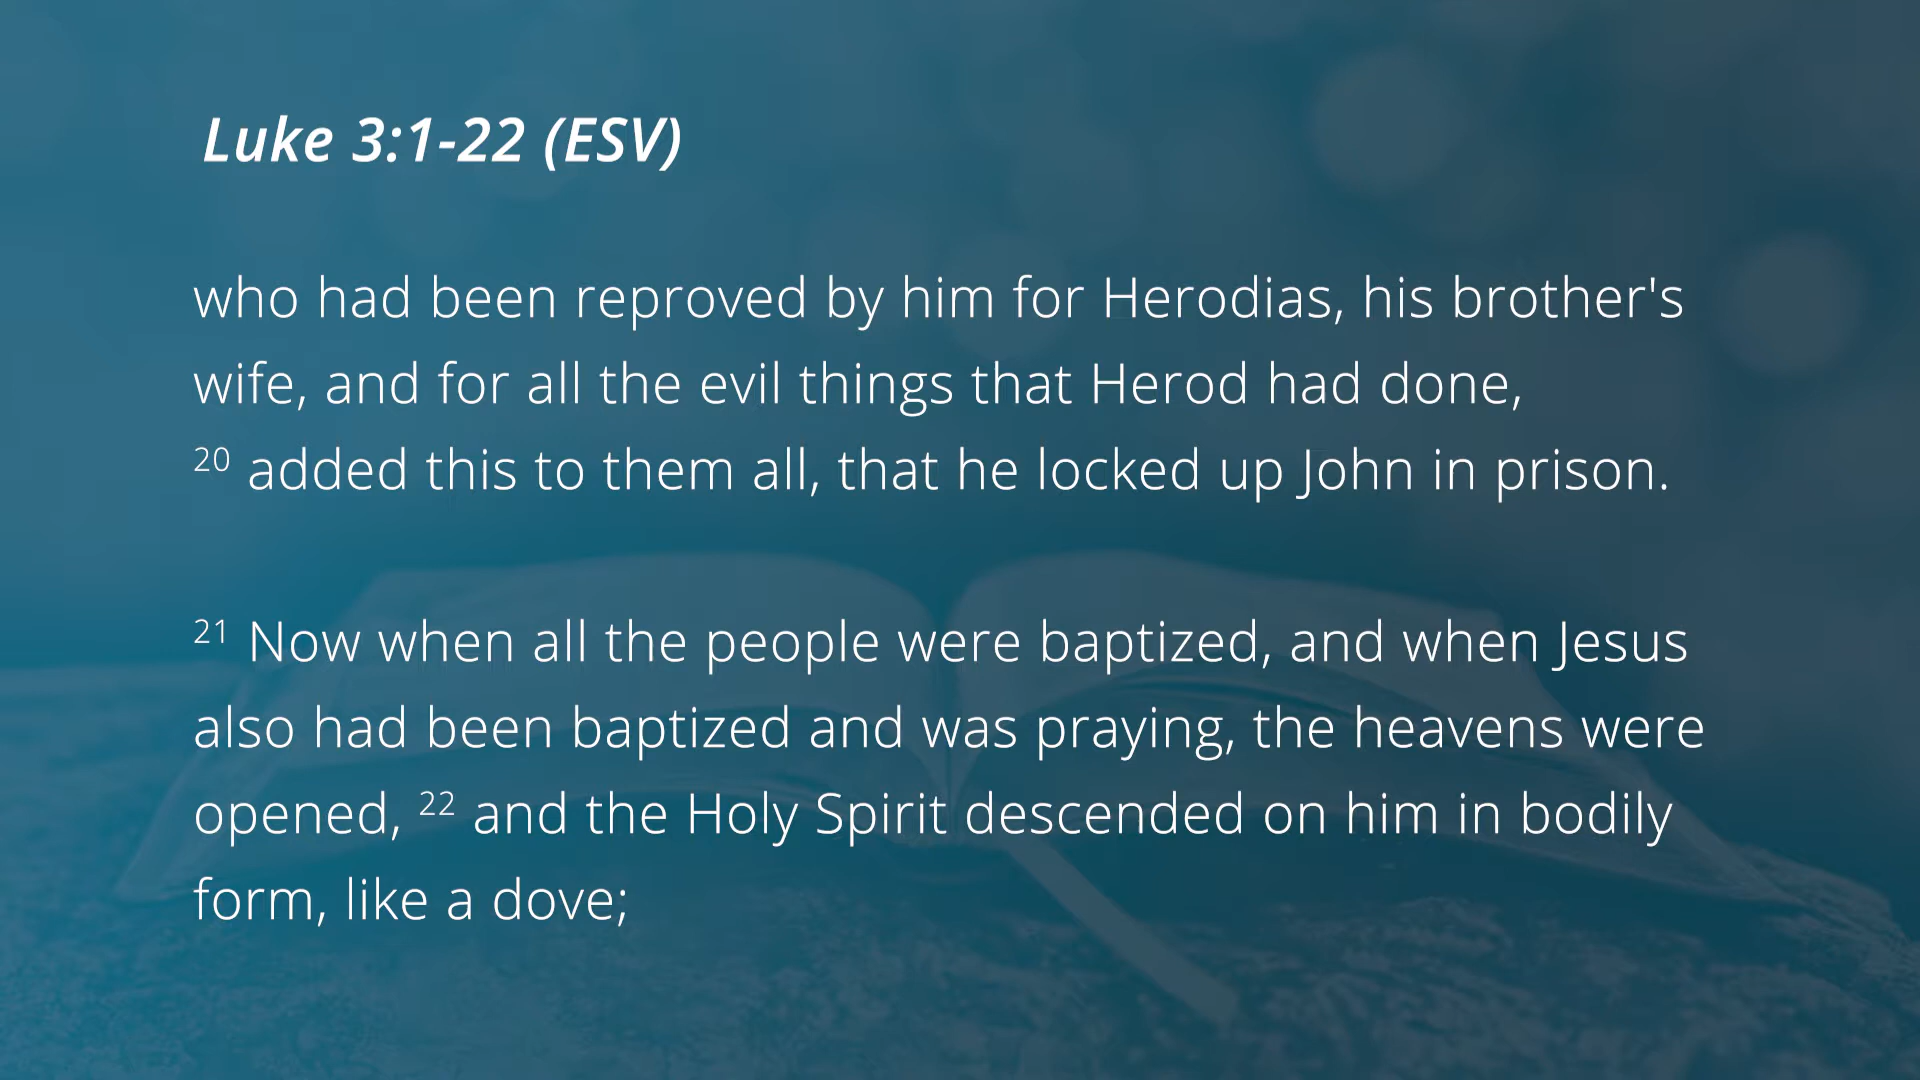 Luke 3:1-22 (ESV)
who had been reproved by him for Herodias, his brother's
wife, and for all the evil things that Herod had done,
20 added this to them all, that he locked up John in prison.
21 Now when all the people were baptized, and when Jesus
also had been baptized and was praying, the heavens were
opened, 22 and the Holy Spirit descended on him in bodily
form, like a dove;